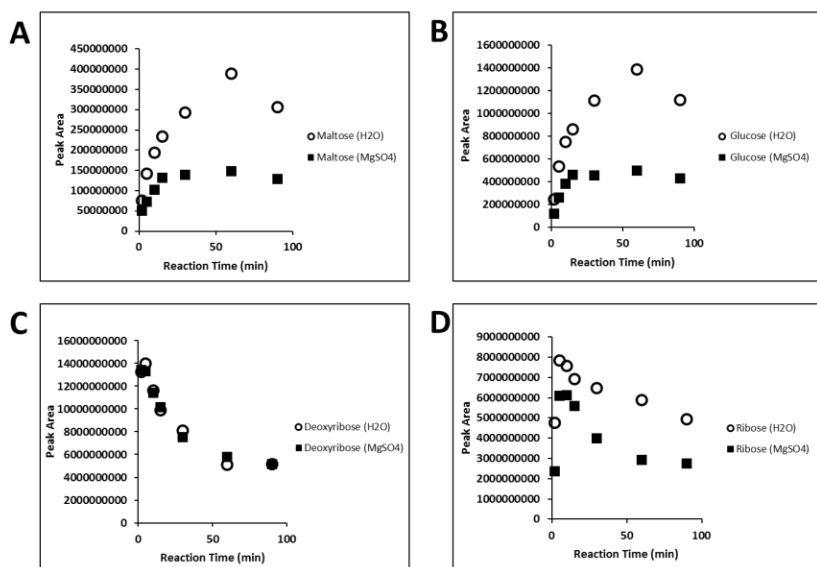 A
450000000
400000000
350000000
300000000
250000000
200000000
150000000
100000000
50000000
0
Peak Area
0 50 100
Reaction Time (min)
Maltose (H2O)
Maltose (MgSO4)
B
1600000000
1400000000
1200000000
1000000000
800000000
600000000
400000000
200000000
0
Peak Area
0 50 100
Reaction Time (min)
Glucose (H2O)
Glucose (MgSO4)
C
16000000000
14000000000
12000000000
10000000000
8000000000
6000000000
4000000000
2000000000
0
Peak Area
0 100
Reaction Time (min)
Deoxyribose (H2O)
Deoxyribose (MgSO4)
D
9000000000
8000000000
7000000000
6000000000
5000000000
4000000000
3000000000
2000000000
1000000000
0
Peak Area
0 50 100
Reaction Time (min)
Ribose (H2O)
Ribose (MgSO4)